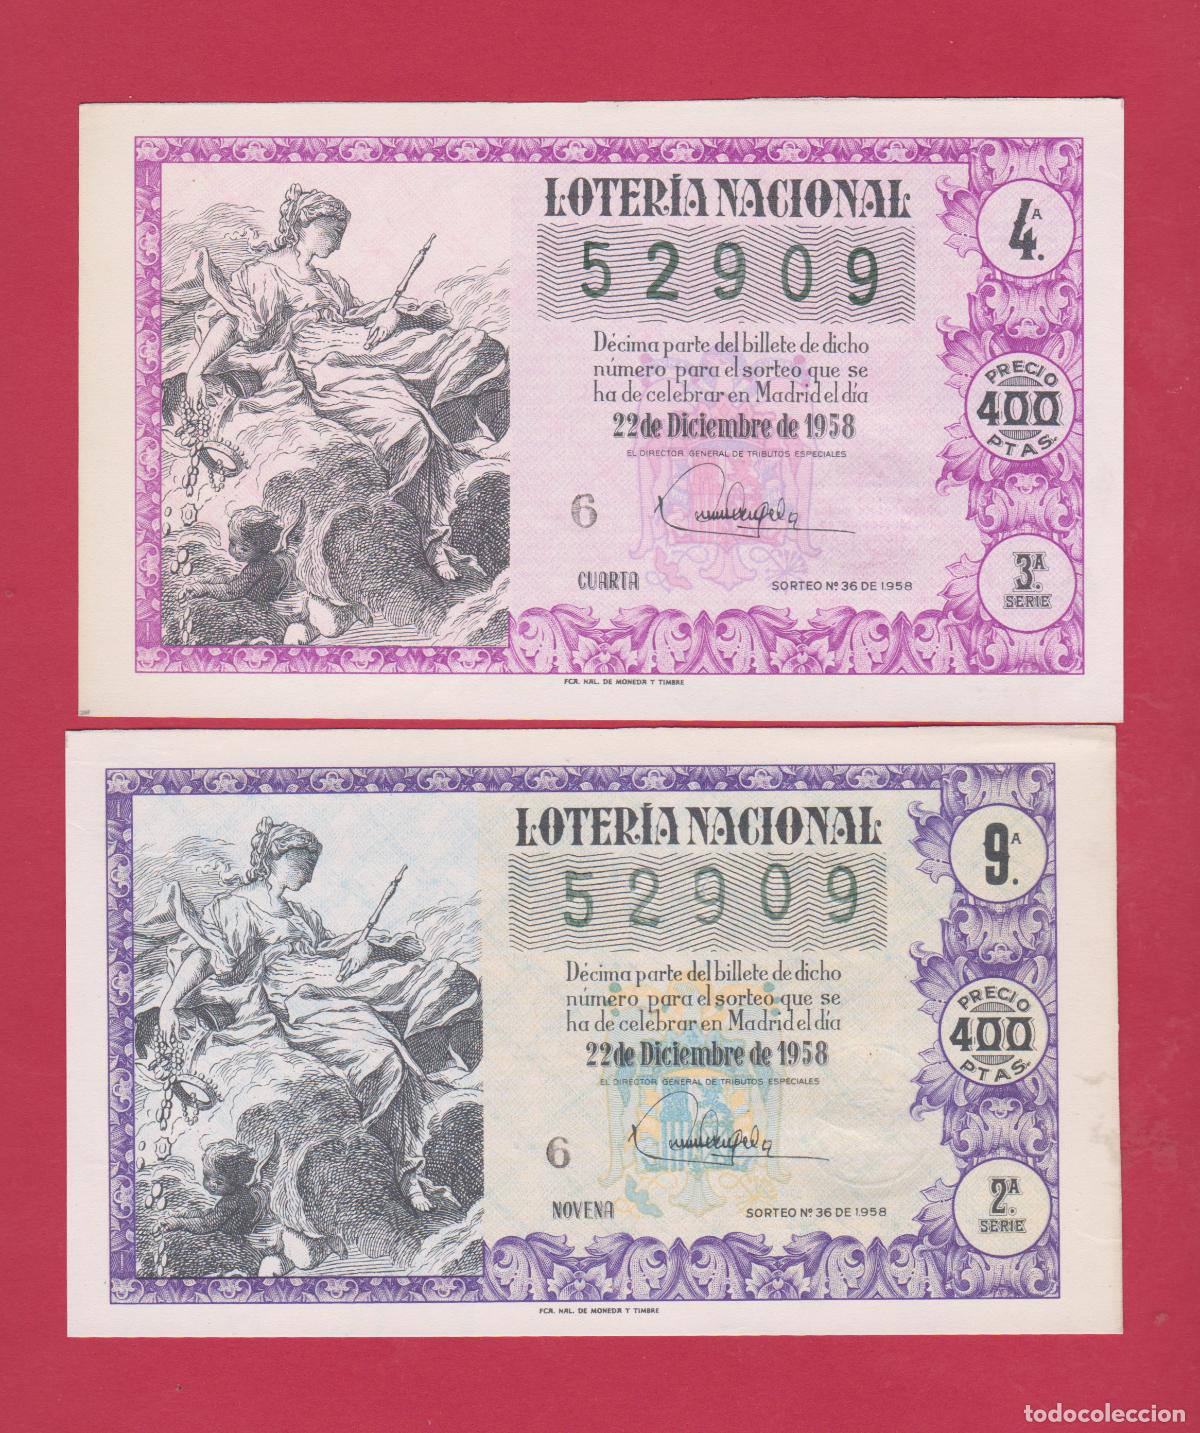 LOTERÍA NACIONAL
4.A
52909
Décima parte del billete de dicho
número para el sorteo que se
ha de celebrar en Madrid el día
22 de Diciembre de 1958
EL DIRECTOR GENERAL DE TRIBUTOS ESPECIALES
PRECIO
400
PTAS.
6
CUARTA
SORTEO Nº 36 DE 1.958
3.A
SERIE
FCA. NAL. DE MONEDA Y TIMBRE
LOTERÍA NACIONAL
9.A
52909
Décima parte del billete de dicho
número para el sorteo que se
ha de celebrar en Madrid el día
22 de Diciembre de 1958
EL DIRECTOR GENERAL DE TRIBUTOS ESPECIALES
PRECIO
400
PTAS.
6
NOVENA
SORTEO Nº 36 DE 1.958
2.A
SERIE
FCA. NAL. DE MONEDA Y TIMBRE
todocoleccion